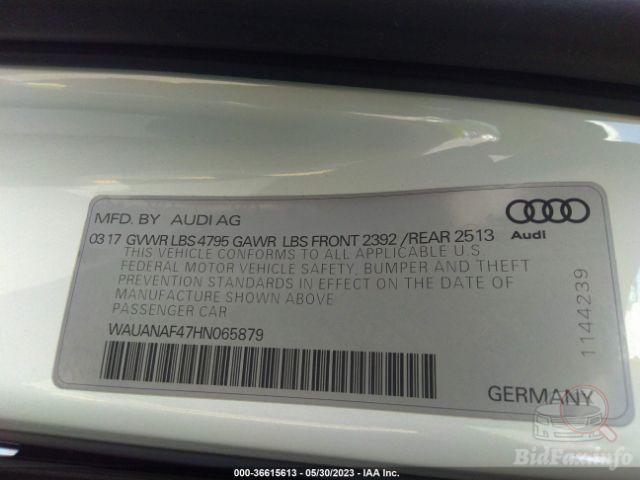 MFD. BY AUDI AG
Audi
03 17 GVWR LBS 4795 GAWR LBS FRONT 2392 /REAR 2513
THIS VEHICLE CONFORMS TO ALL APPLICABLE U.S
FEDERAL MOTOR VEHICLE SAFETY, BUMPER AND THEFT
PREVENTION STANDARDS IN EFFECT ON THE DATE OF
MANUFACTURE SHOWN ABOVE
PASSENGER CAR
WAUANAF47HN065879
1144239
GERMANY
BidFax.info
000-36615613 - 05/30/2023 - IAA Inc.